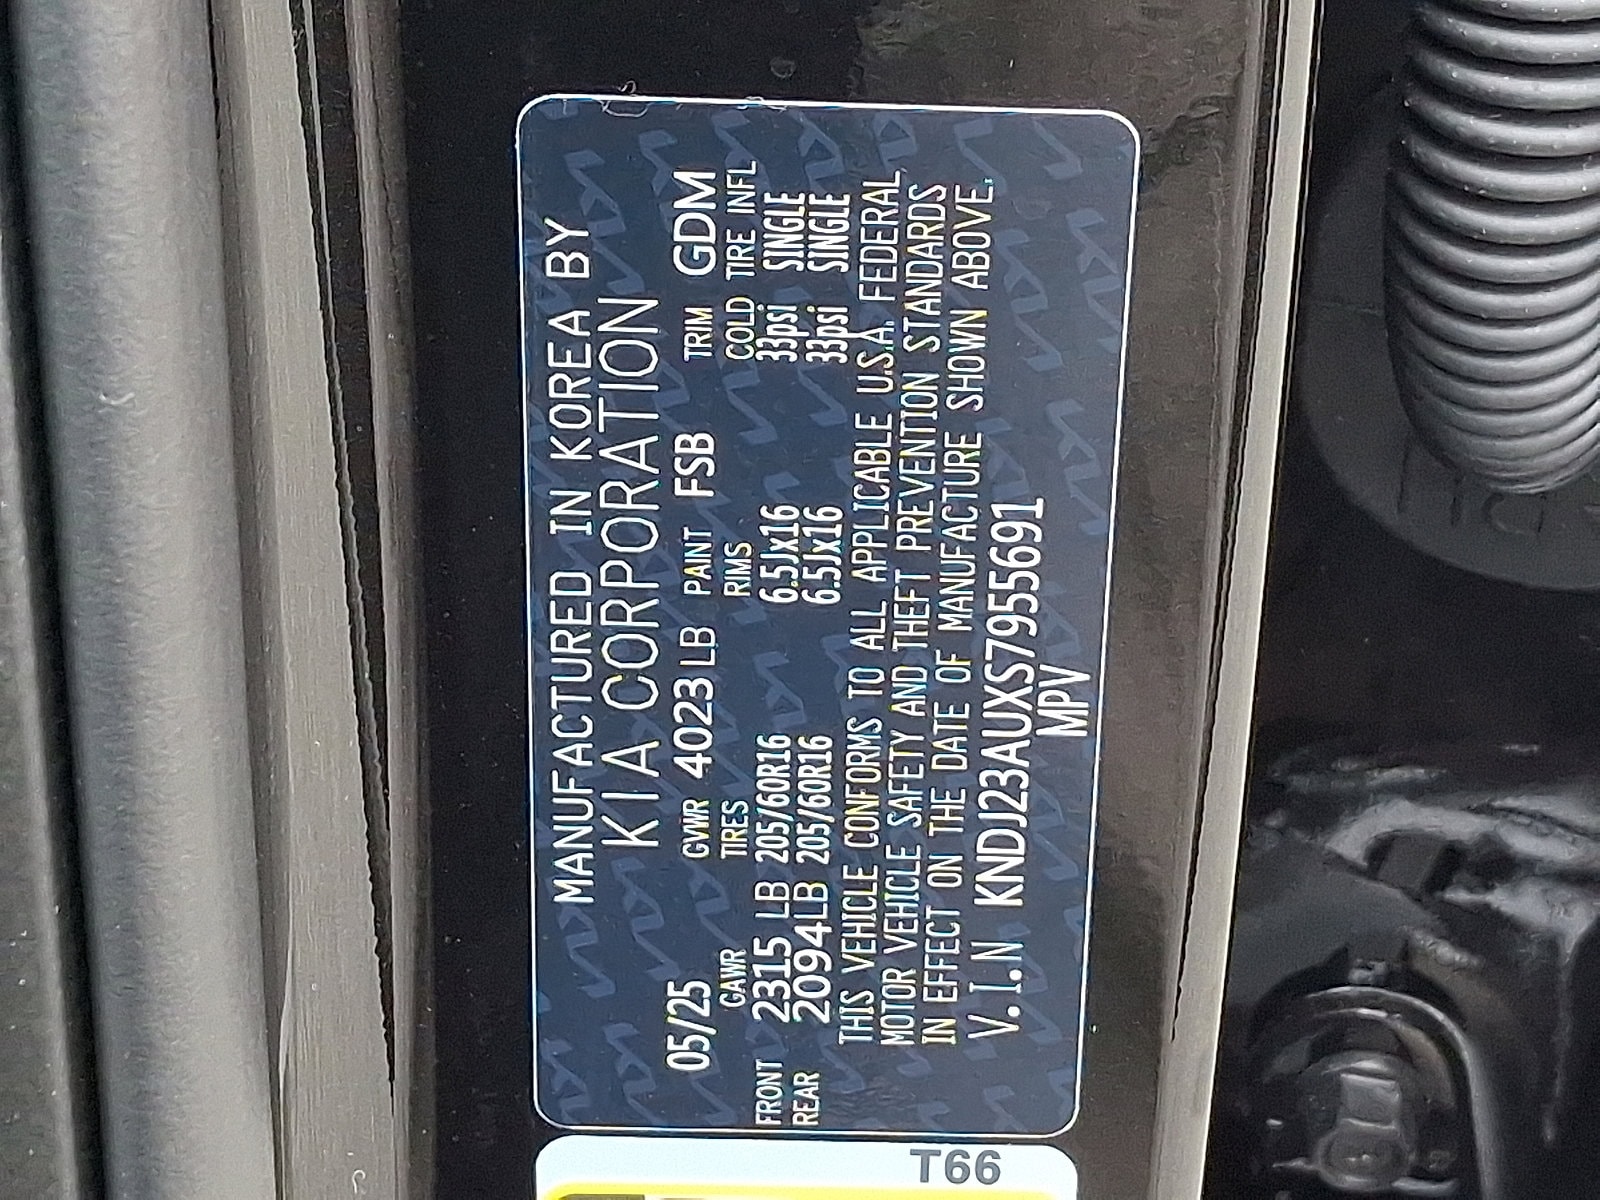 MANUFACTURED IN KOREA BY
KIA CORPORATION
05/25 GVWR 4023 LB PAINT FSB TRIM GDM
GAWR TIRES RIMS COLD TIRE INFL
FRONT 2315 LB 205/60R16 6.5Jx16 33psi SINGLE
REAR 2094LB 205/60R16 6.5Jx16 33psi SINGLE
THIS VEHICLE CONFORMS TO ALL APPLICABLE U.S.A. FEDERAL
MOTOR VEHICLE SAFETY AND THEFT PREVENTION STANDARDS
IN EFFECT ON THE DATE OF MANUFACTURE SHOWN ABOVE.
V.I.N KNDJ23AUXS7955691
MPV
T66